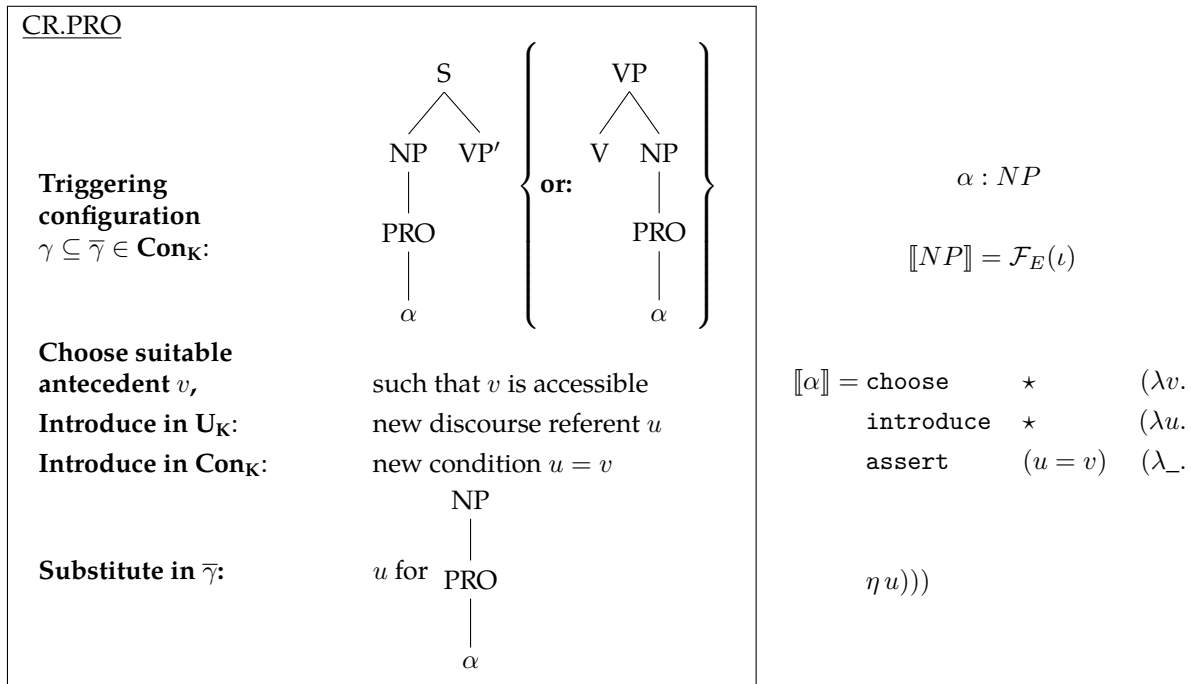 CR.PRO
S VP
NP VP′ { or: V NP }
Triggering
configuration
γ ⊆ γ̅ ∈ Con_K:
PRO PRO
α α
α : NP
⟦NP⟧ = ℱ_E(ι)
Choose suitable
antecedent v, such that v is accessible ⟦α⟧ = choose ⋆ (λv.
Introduce in U_K: new discourse referent u introduce ⋆ (λu.
Introduce in Con_K: new condition u = v assert (u = v) (λ_.
NP
Substitute in γ̅: u for PRO η u)))
α